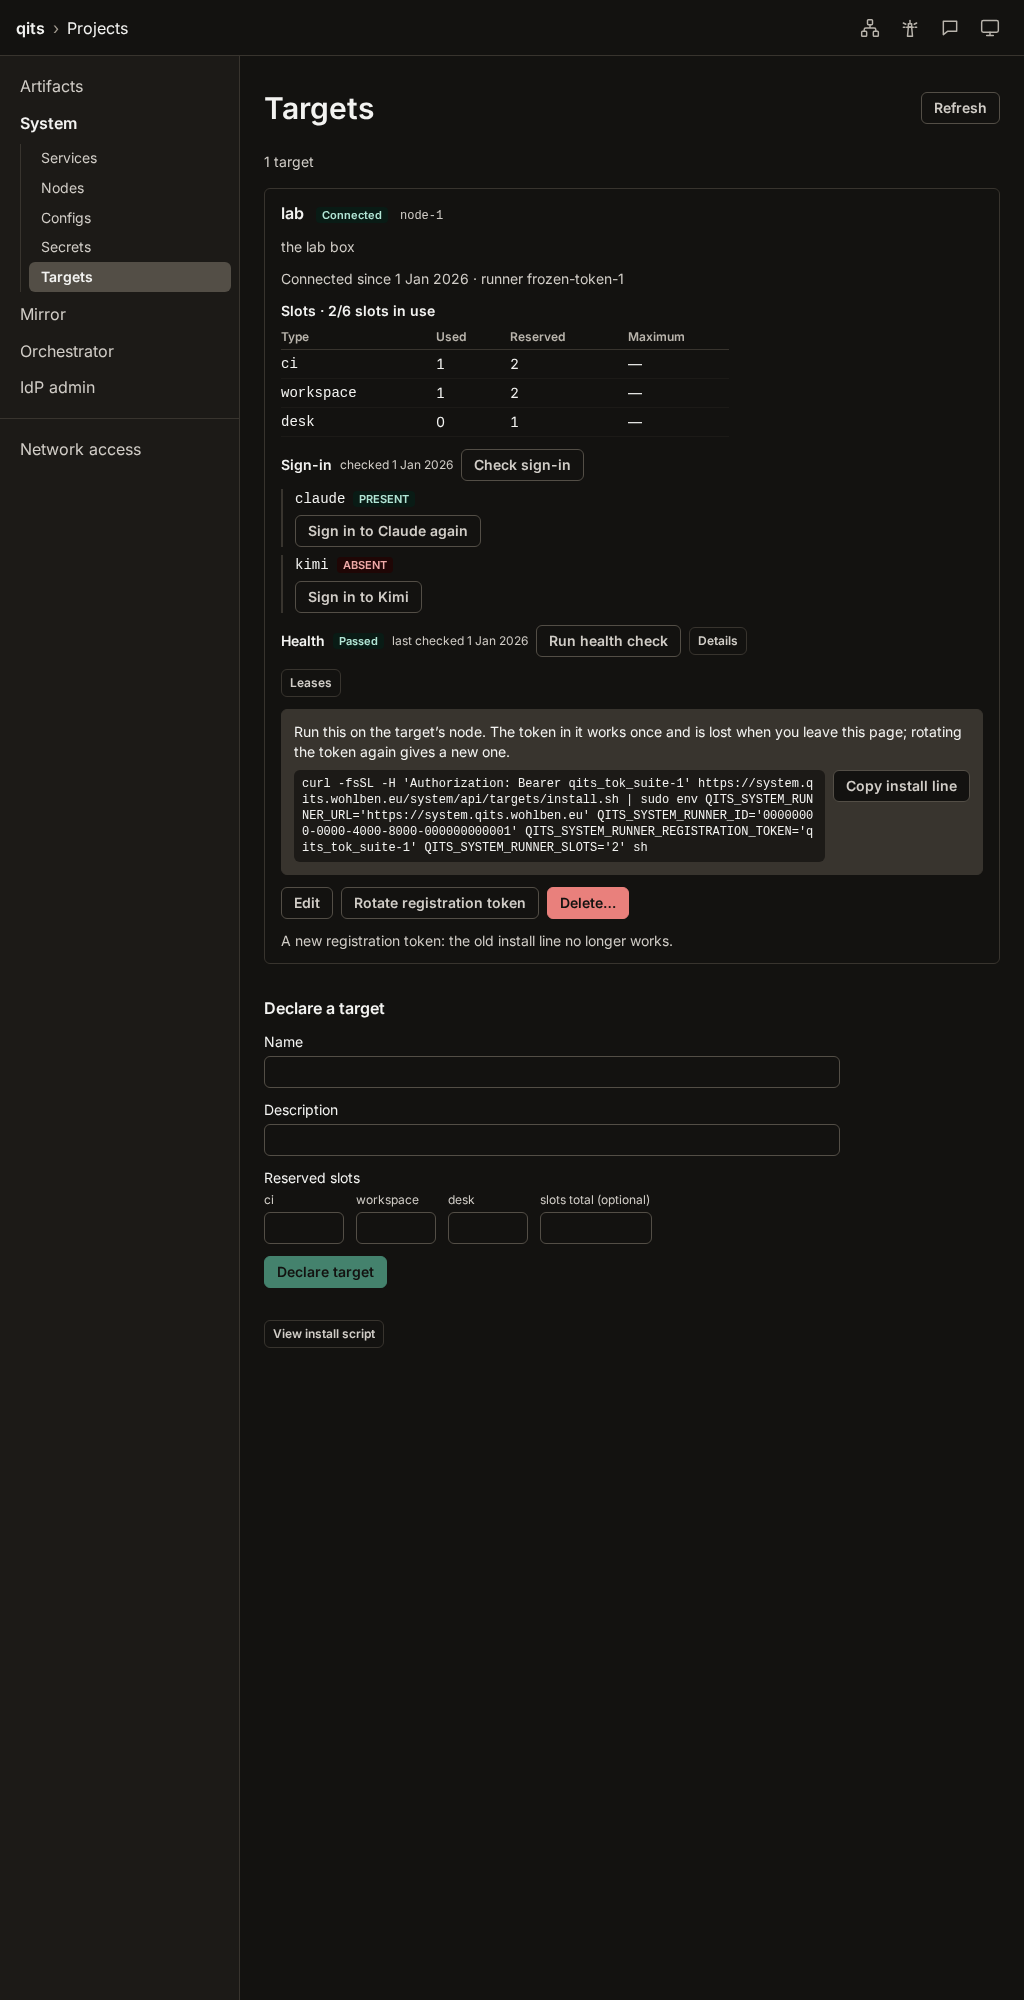 qits › Projects
Artifacts
System
Services
Nodes
Configs
Secrets
Targets
Mirror
Orchestrator
IdP admin
Network access
Targets
Refresh
1 target
lab Connected node-1
the lab box
Connected since 1 Jan 2026 · runner frozen-token-1
Slots · 2/6 slots in use
Type Used Reserved Maximum
ci 1 2 —
workspace 1 2 —
desk 0 1 —
Sign-in checked 1 Jan 2026 Check sign-in
claude PRESENT
Sign in to Claude again
kimi ABSENT
Sign in to Kimi
Health Passed last checked 1 Jan 2026 Run health check Details
Leases
Run this on the target’s node. The token in it works once and is lost when you leave this page; rotating
the token again gives a new one.
curl -fsSL -H 'Authorization: Bearer qits_tok_suite-1' https://system.q
its.wohlben.eu/system/api/targets/install.sh | sudo env QITS_SYSTEM_RUN
NER_URL='https://system.qits.wohlben.eu' QITS_SYSTEM_RUNNER_ID='0000000
0-0000-4000-8000-000000000001' QITS_SYSTEM_RUNNER_REGISTRATION_TOKEN='q
its_tok_suite-1' QITS_SYSTEM_RUNNER_SLOTS='2' sh
Copy install line
Edit Rotate registration token Delete…
A new registration token: the old install line no longer works.
Declare a target
Name
Description
Reserved slots
ci workspace desk slots total (optional)
Declare target
View install script